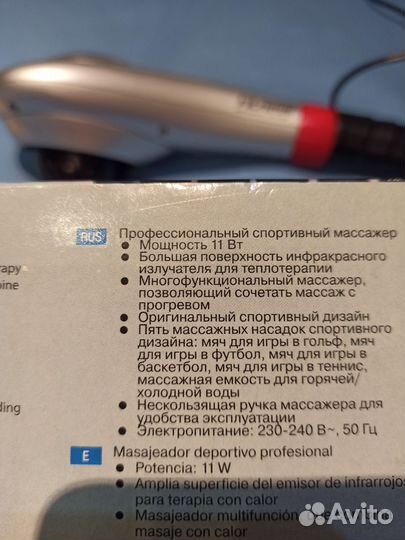 RUS Профессиональный спортивный массажер
• Мощность 11 Вт
• Большая поверхность инфракрасного
излучателя для теплотерапии
• Многофункциональный массажер,
позволяющий сочетать массаж с
прогревом
• Оригинальный спортивный дизайн
• Пять массажных насадок спортивного
дизайна: мяч для игры в гольф, мяч
для игры в футбол, мяч для игры в
баскетбол, мяч для игры в теннис,
массажная емкость для горячей/
холодной воды
• Нескользящая ручка массажера для
удобства эксплуатации
• Электропитание: 230-240 В~, 50 Гц
E Masajeador deportivo profesional
• Potencia: 11 W
• Amplia superficie del emisor de infrarrojos
para terapia con calor
• Masajeador multifunción
masaje con calor
Avito